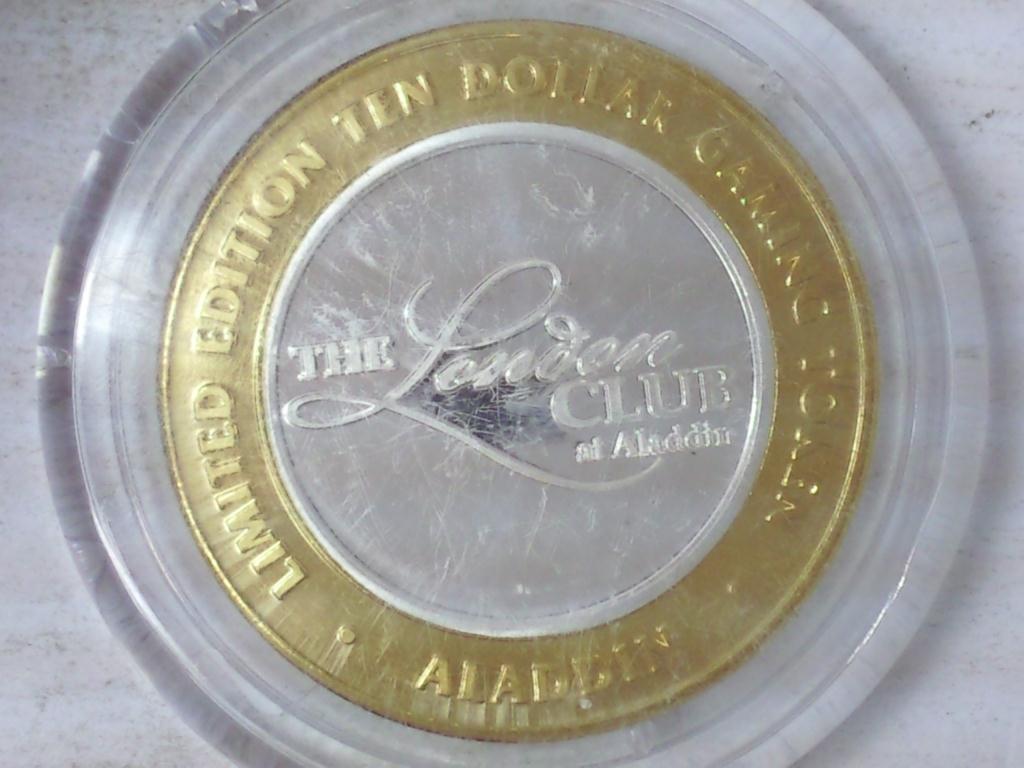 LIMITED EDITION TEN DOLLAR GAMING TOKEN
THE London
CLUB
at Aladdin
ALADDIN